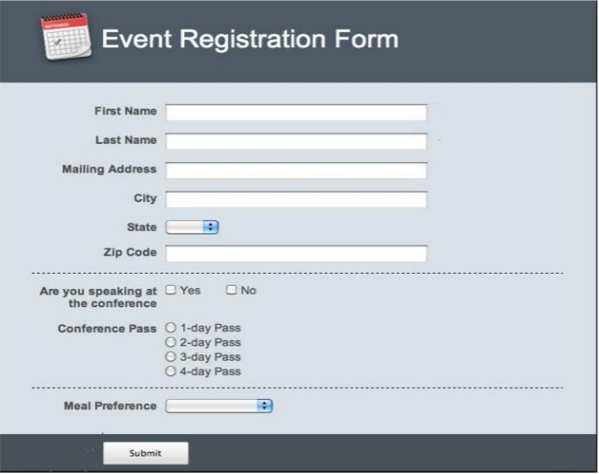 SEPTEMBER
Event Registration Form
First Name
Last Name
Mailing Address
City
State
Zip Code
Are you speaking at
the conference
Yes
No
Conference Pass
1-day Pass
2-day Pass
3-day Pass
4-day Pass
Meal Preference
Submit